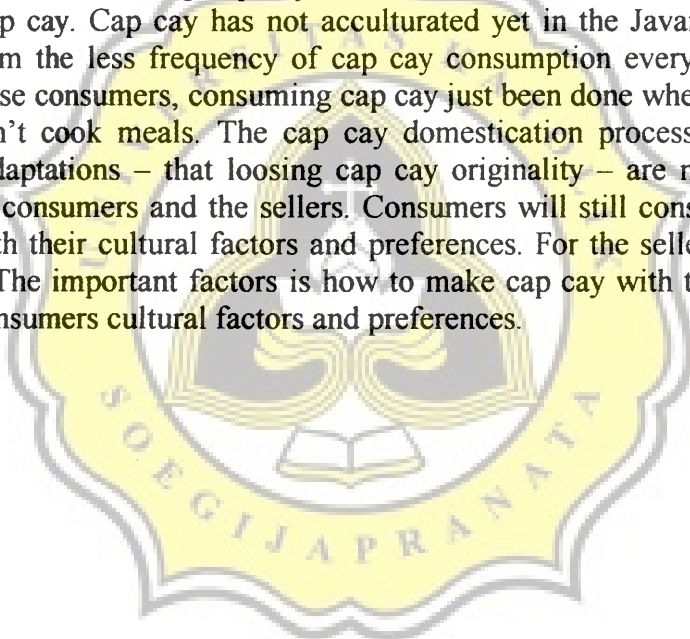 p cay. Cap cay has not acculturated yet in the Javan
m the less frequency of cap cay consumption every
se consumers, consuming cap cay just been done whe
n't cook meals. The cap cay domestication process
daptations – that loosing cap cay originality – are n
consumers and the sellers. Consumers will still cons
th their cultural factors and preferences. For the selle
The important factors is how to make cap cay with t
nsumers cultural factors and preferences.
SOEGIJAPRANATA